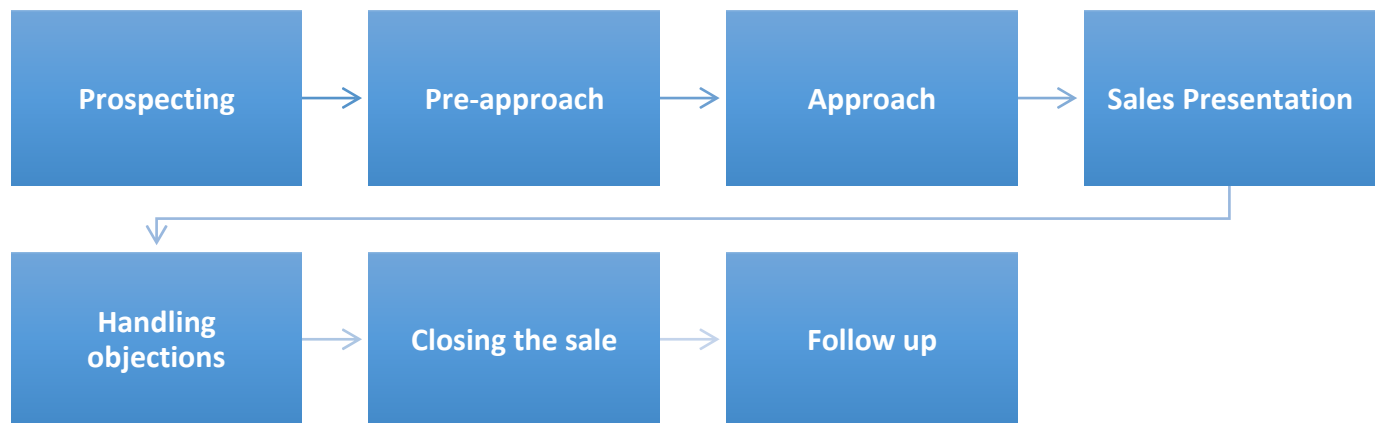 Prospecting
Pre-approach
Approach
Sales Presentation
Handling
objections
Closing the sale
Follow up